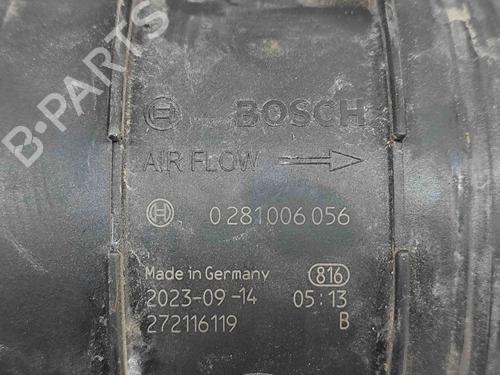 B-PARTS
BOSCH
AIR FLOW
0 281 006 056
Made in Germany 816
2023-09-14 05:13
272116119 B